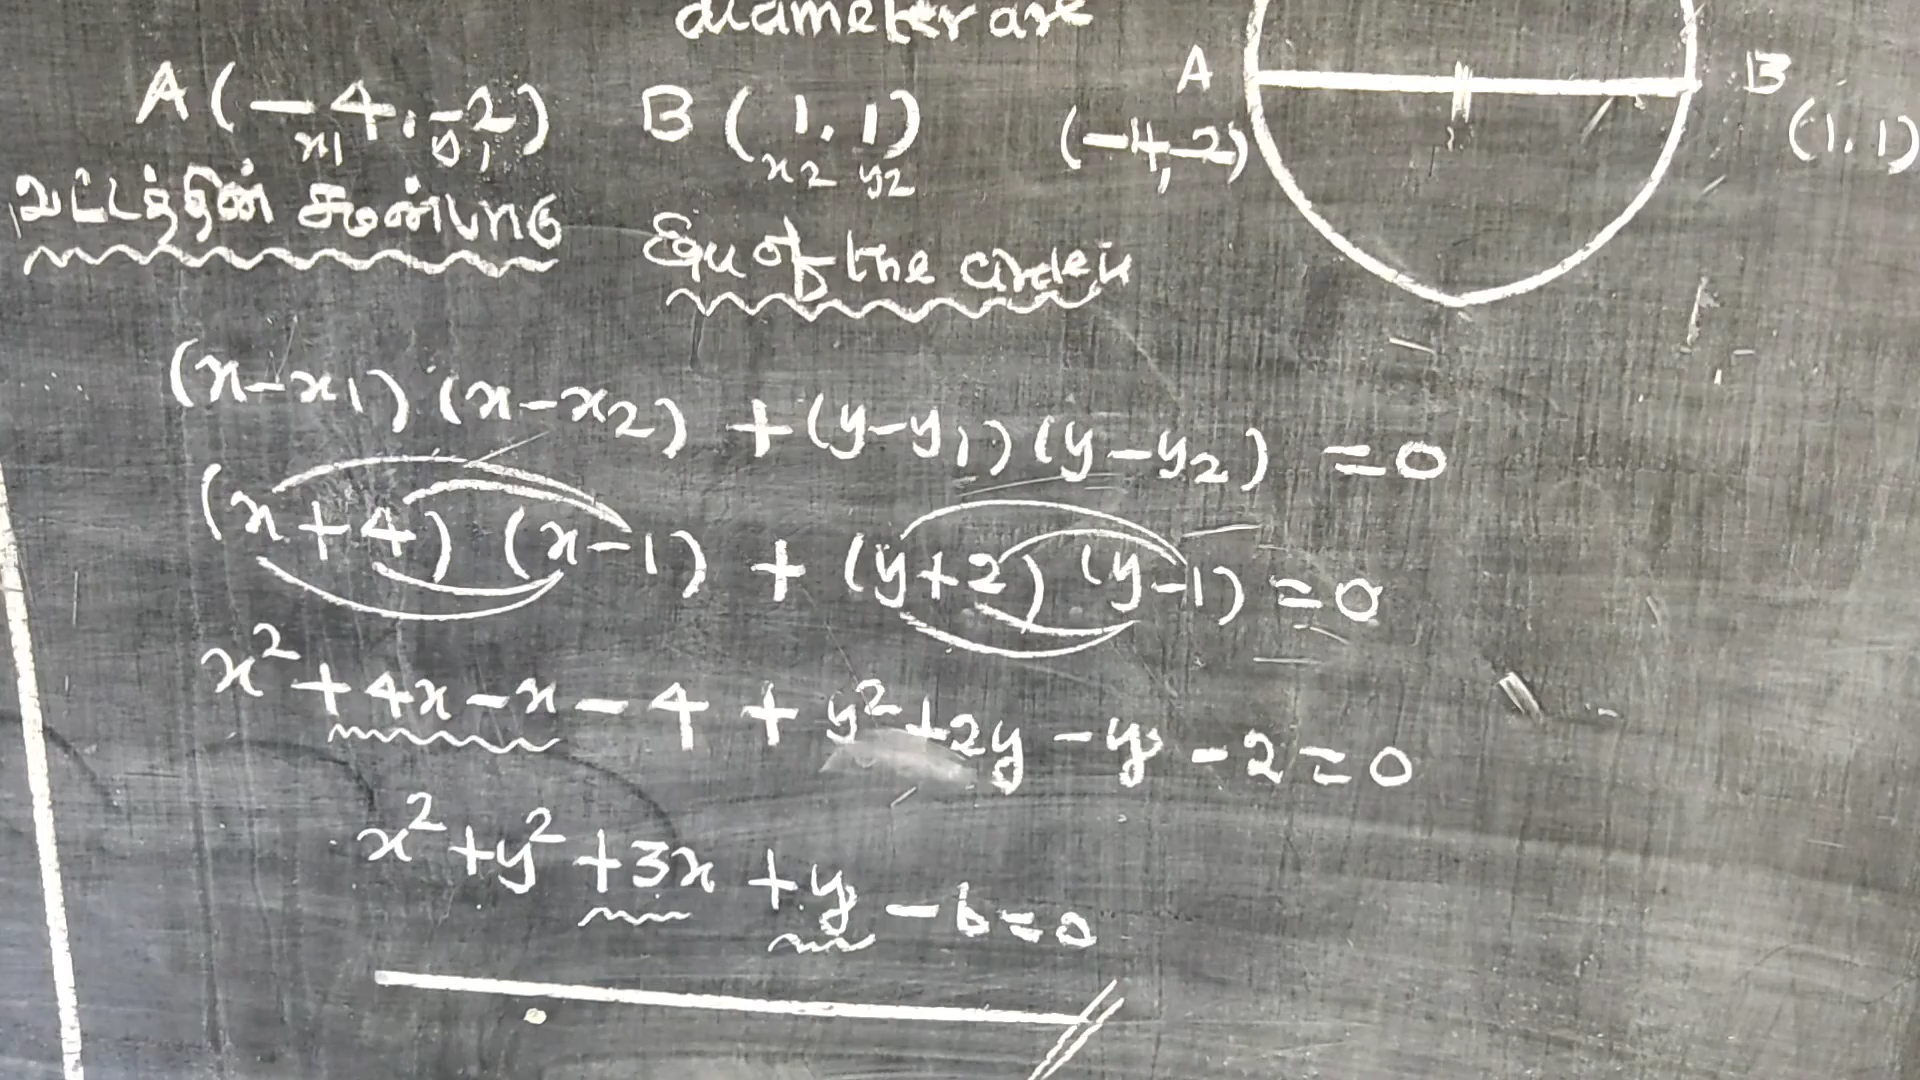 diameter are
A (-4, -2) B (1, 1)
x1 y1 x2 y2
A B
(-4, -2) (1, 1)
வட்டத்தின் சமன்பாடு
Equ of the circle is
(x-x1) (x-x2) + (y-y1) (y-y2) = 0
(x+4) (x-1) + (y+2) (y-1) = 0
x² + 4x - x - 4 + y² + 2y - y - 2 = 0
x² + y² + 3x + y - 6 = 0